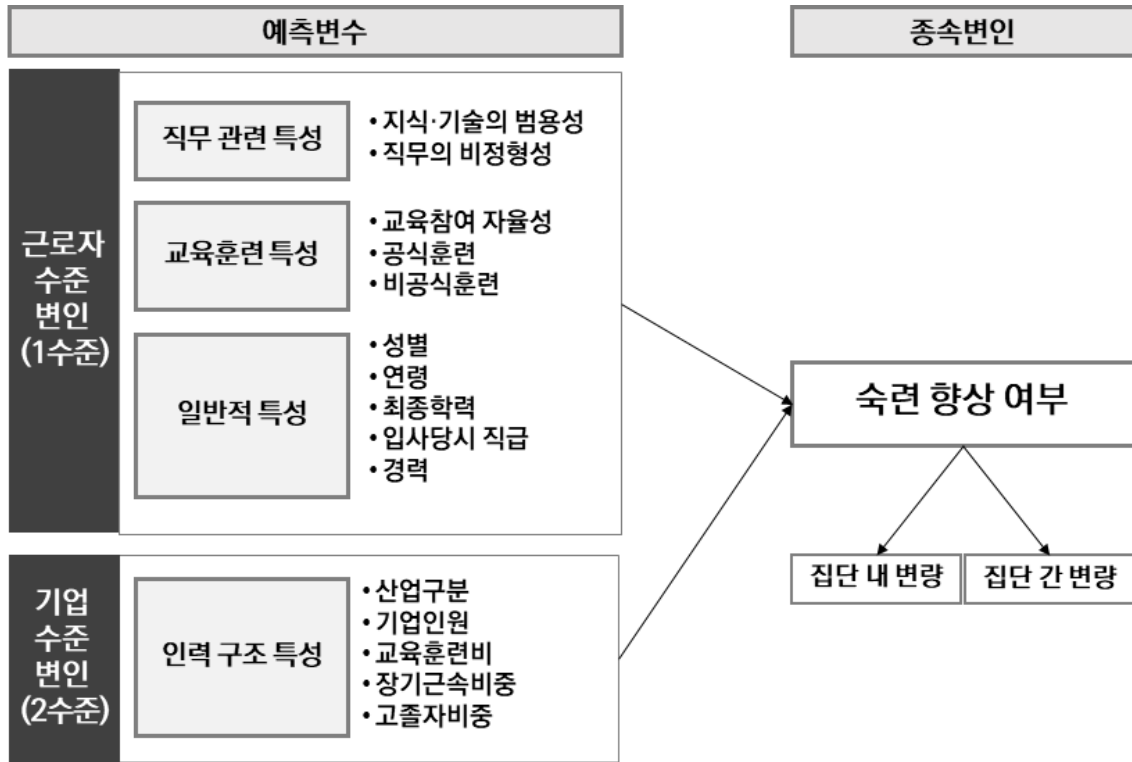 예측변수
종속변인
근로자
수준
변인
(1수준)
직무 관련 특성
• 지식·기술의 범용성
• 직무의 비정형성
교육훈련 특성
• 교육참여 자율성
• 공식훈련
• 비공식훈련
일반적 특성
• 성별
• 연령
• 최종학력
• 입사당시 직급
• 경력
기업
수준
변인
(2수준)
인력 구조 특성
• 산업구분
• 기업인원
• 교육훈련비
• 장기근속비중
• 고졸자비중
숙련 향상 여부
집단 내 변량
집단 간 변량